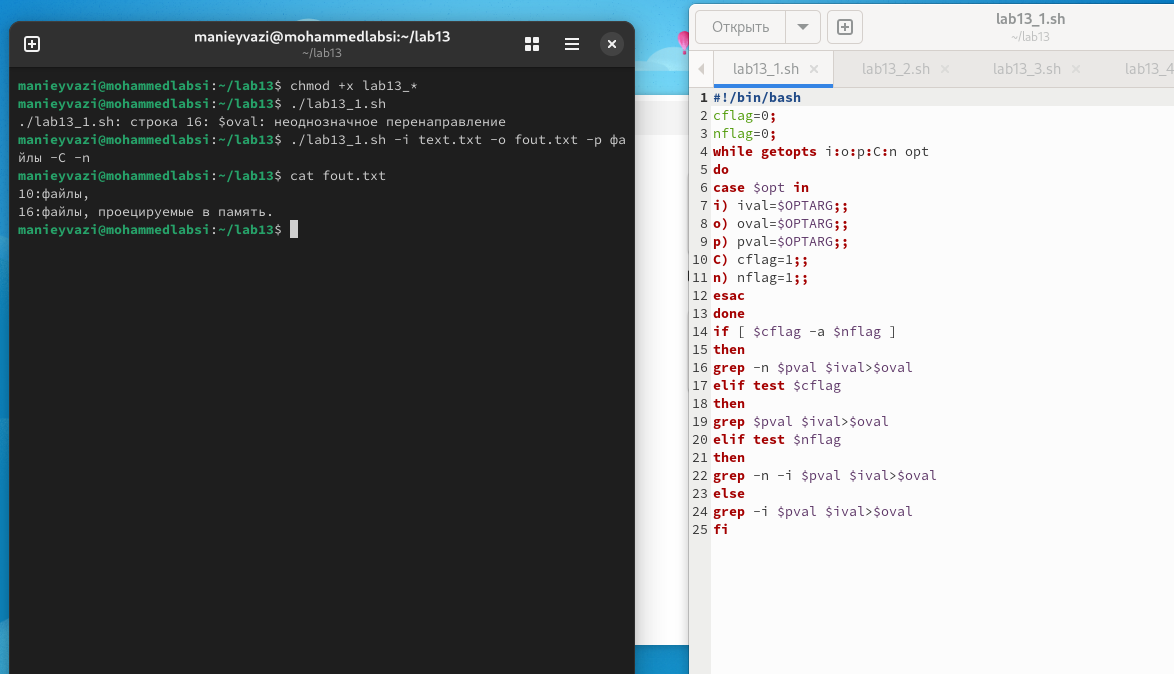 manieyvazi@mohammedlabsi:~/lab13
~/lab13
manieyvazi@mohammedlabsi:~/lab13$ chmod +x lab13_*
manieyvazi@mohammedlabsi:~/lab13$ ./lab13_1.sh
./lab13_1.sh: строка 16: $oval: неоднозначное перенаправление
manieyvazi@mohammedlabsi:~/lab13$ ./lab13_1.sh -i text.txt -o fout.txt -p фа
йлы -C -n
manieyvazi@mohammedlabsi:~/lab13$ cat fout.txt
10:файлы,
16:файлы, проецируемые в память.
manieyvazi@mohammedlabsi:~/lab13$
Открыть
lab13_1.sh
~/lab13
lab13_1.sh × lab13_2.sh × lab13_3.sh × lab13_4
1 #!/bin/bash
2 cflag=0;
3 nflag=0;
4 while getopts i:o:p:C:n opt
5 do
6 case $opt in
7 i) ival=$OPTARG;;
8 o) oval=$OPTARG;;
9 p) pval=$OPTARG;;
10 C) cflag=1;;
11 n) nflag=1;;
12 esac
13 done
14 if [ $cflag -a $nflag ]
15 then
16 grep -n $pval $ival>$oval
17 elif test $cflag
18 then
19 grep $pval $ival>$oval
20 elif test $nflag
21 then
22 grep -n -i $pval $ival>$oval
23 else
24 grep -i $pval $ival>$oval
25 fi